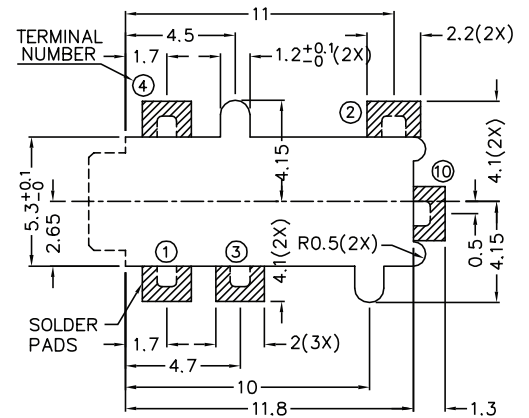 11
TERMINAL
NUMBER
4.5
1.7
1.2+0.1-0(2X)
2.2(2X)
4
2
4.15
4.1(2X)
5.3+0.1-0
2.65
10
1
3
4.1(2X)
R0.5(2X)
0.5
4.15
SOLDER
PADS
1.7
2(3X)
4.7
10
11.8
1.3